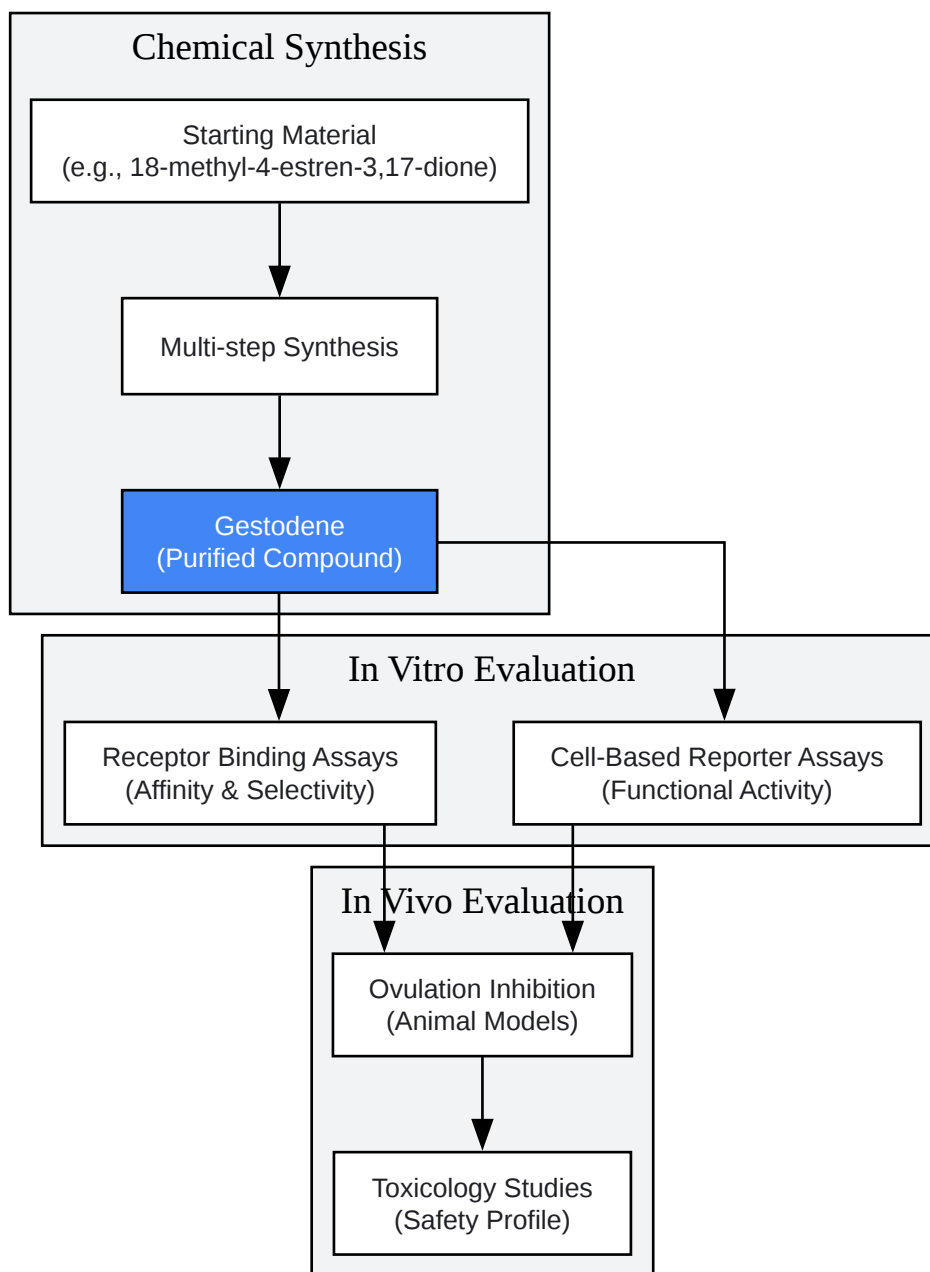 Chemical Synthesis
Starting Material
(e.g., 18-methyl-4-estren-3,17-dione)
Multi-step Synthesis
Gestodene
(Purified Compound)
In Vitro Evaluation
Receptor Binding Assays
(Affinity & Selectivity)
Cell-Based Reporter Assays
(Functional Activity)
In Vivo Evaluation
Ovulation Inhibition
(Animal Models)
Toxicology Studies
(Safety Profile)